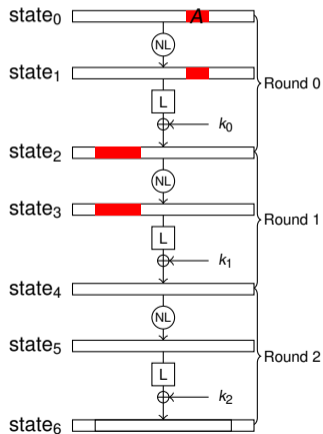 state₀ A
NL
state₁
Round 0
L
k₀
state₂
NL
state₃
Round 1
L
k₁
state₄
NL
state₅
Round 2
L
k₂
state₆